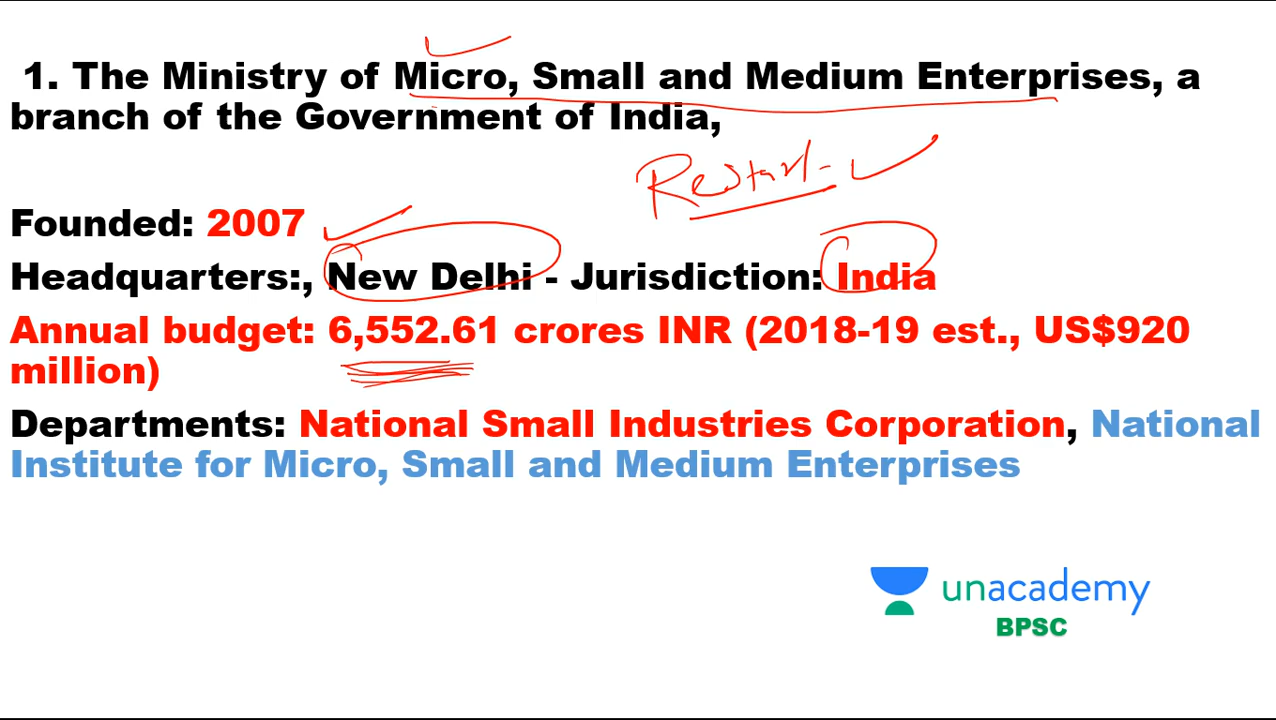 1. The Ministry of Micro, Small and Medium Enterprises, a
branch of the Government of India,
Restart-
Founded: 2007
Headquarters:, New Delhi - Jurisdiction: India
Annual budget: 6,552.61 crores INR (2018-19 est., US$920
million)
Departments: National Small Industries Corporation, National
Institute for Micro, Small and Medium Enterprises
unacademy
BPSC